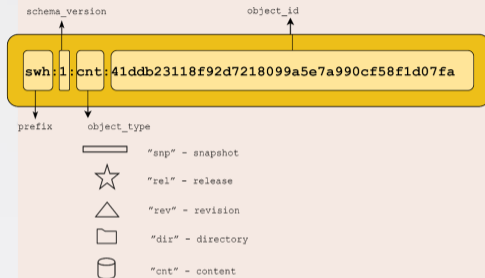 schema_version object_id
swh:1:cnt:41ddb23118f92d7218099a5e7a990cf58f1d07fa
prefix object_type
"snp" - snapshot
"rel" - release
"rev" - revision
"dir" - directory
"cnt" - content